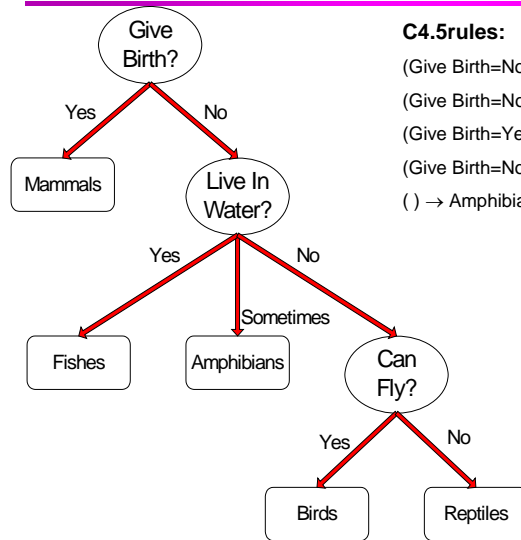 Give
Birth?
Yes
No
Mammals
Live In
Water?
Yes
No
Sometimes
Fishes
Amphibians
Can
Fly?
Yes
No
Birds
Reptiles
C4.5rules:
(Give Birth=No
(Give Birth=No
(Give Birth=Ye
(Give Birth=No
( ) → Amphibia